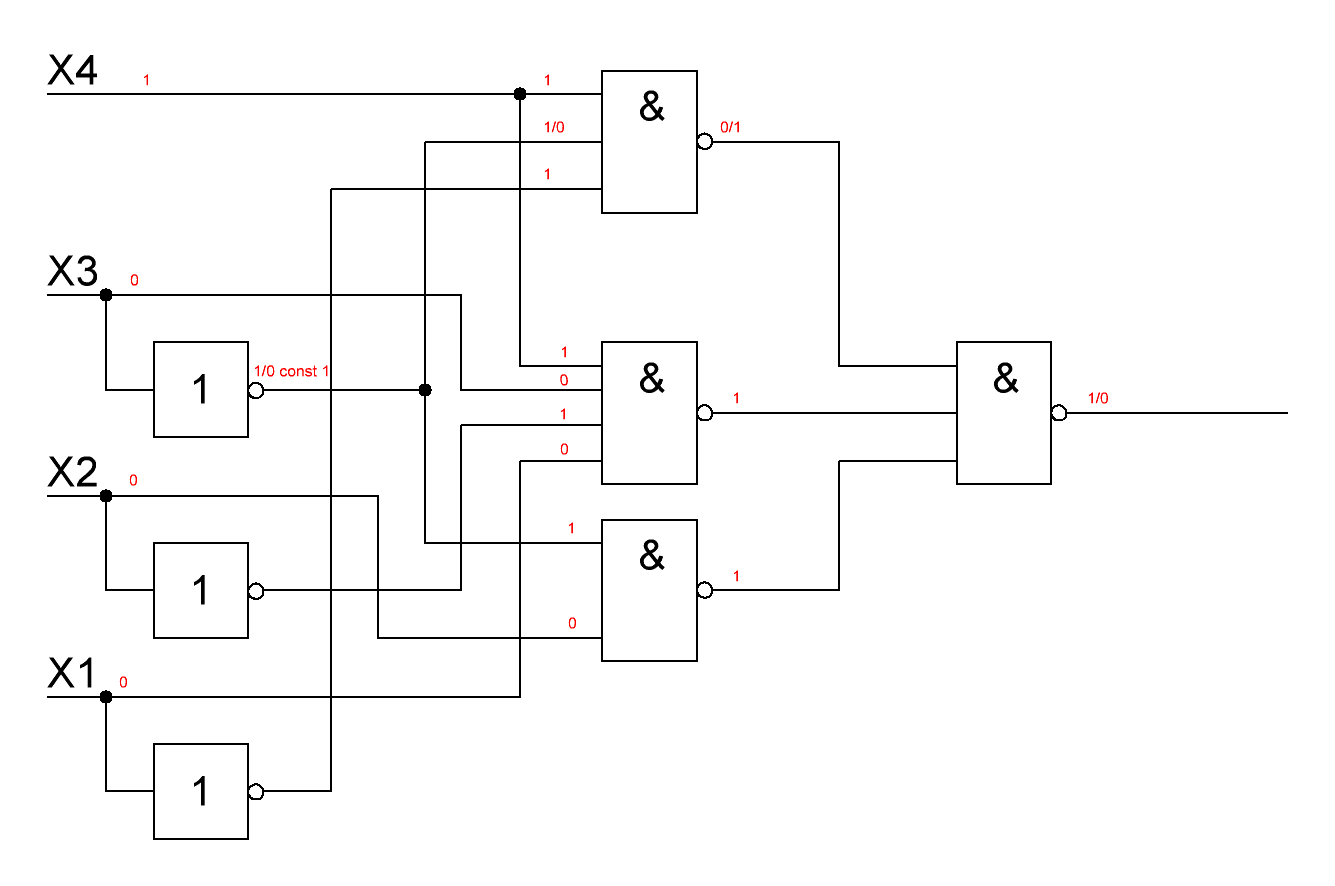 X4 1 1 &
1/0 0/1
1
X3 0
1 1/0 const 1 1 &
0 & 
1 1 1/0
X2 0 0
1 1 &
0 1
X1 0
1